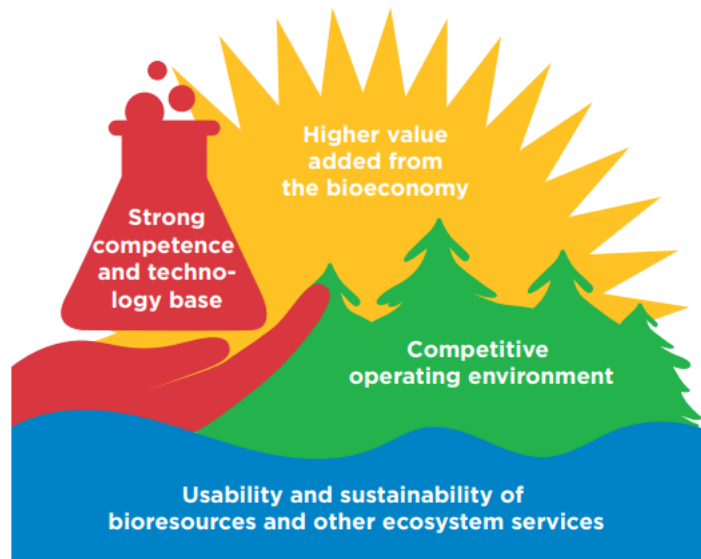 Higher value
added from
the bioeconomy
Strong
competence
and techno-
logy base
Competitive
operating environment
Usability and sustainability of
bioresources and other ecosystem services